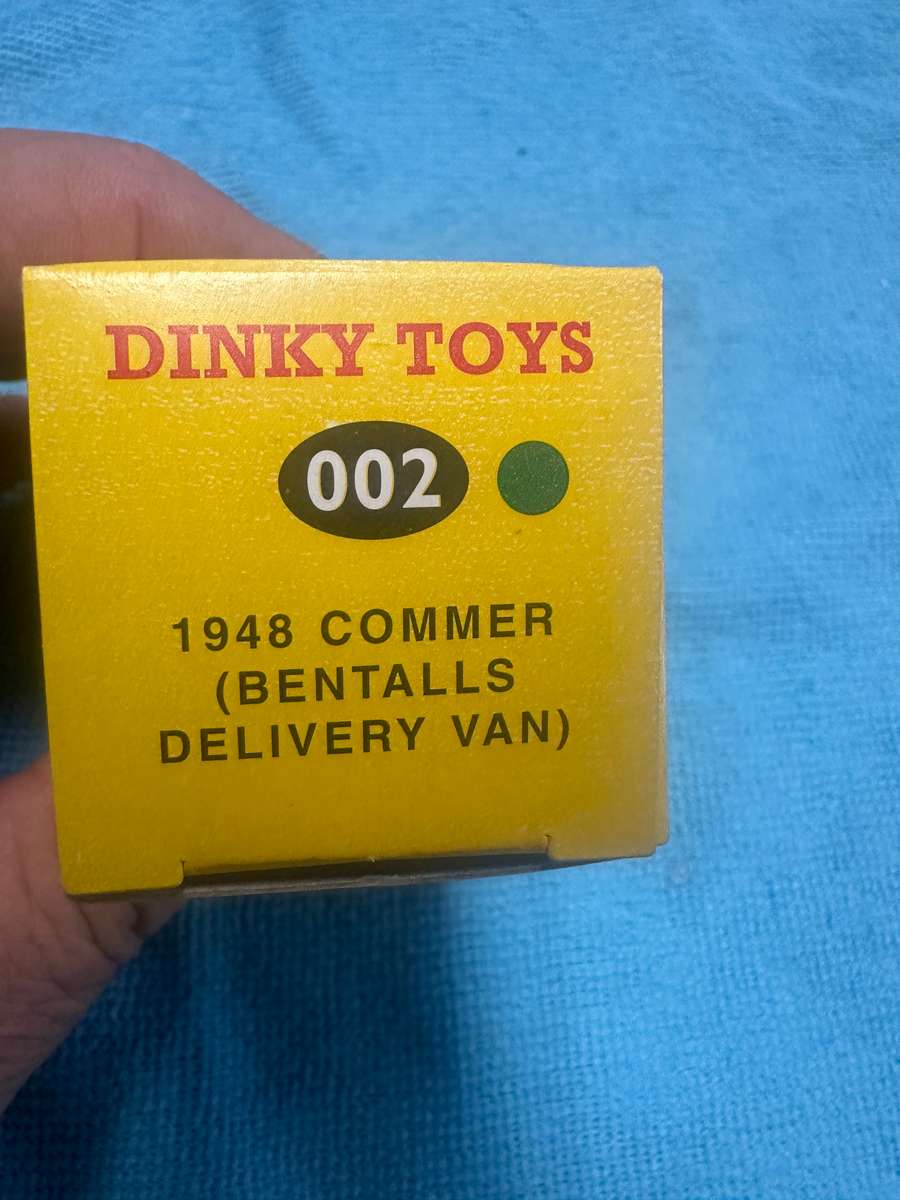 DINKY TOYS
002
1948 COMMER
(BENTALLS
DELIVERY VAN)